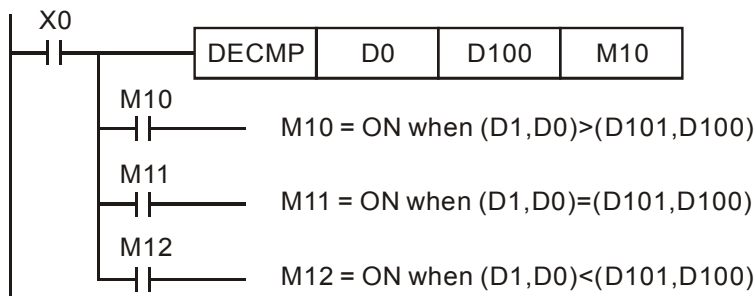 X0
DECMP D0 D100 M10
M10
M10 = ON when (D1,D0)>(D101,D100)
M11
M11 = ON when (D1,D0)=(D101,D100)
M12
M12 = ON when (D1,D0)<(D101,D100)